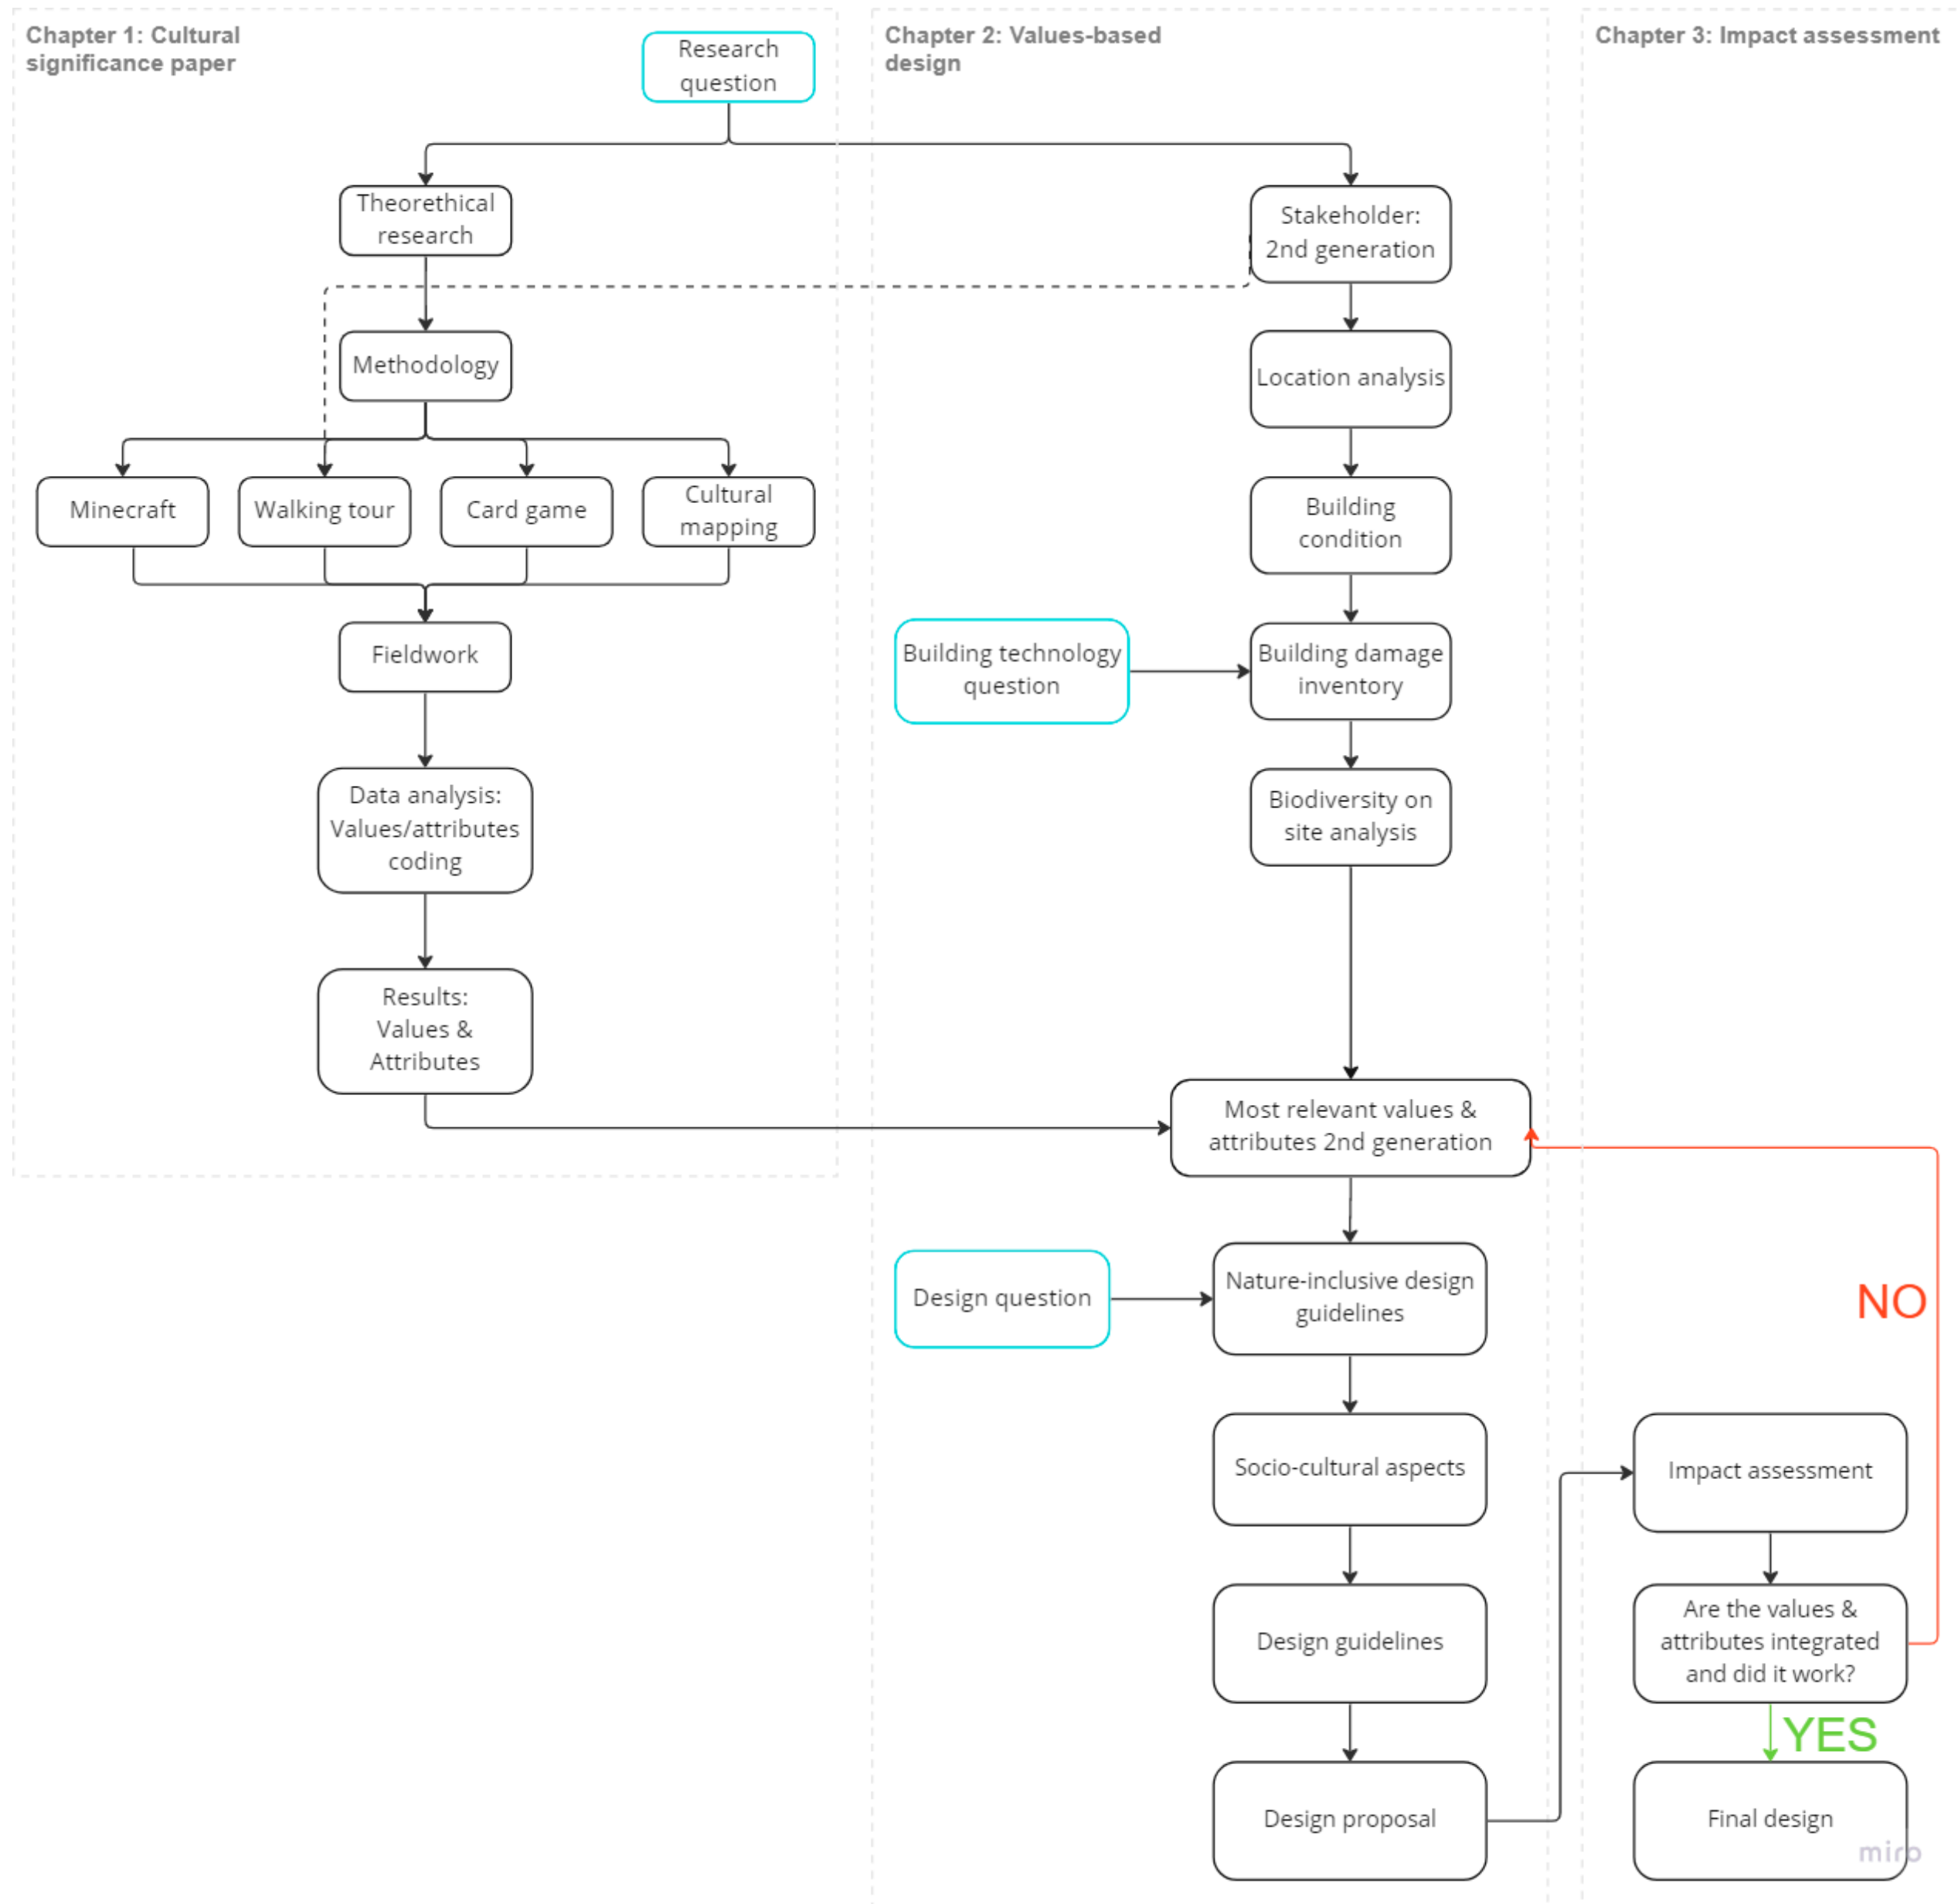 Chapter 1: Cultural
significance paper
Research
question
Theorethical
research
Methodology
Minecraft
Walking tour
Card game
Cultural
mapping
Fieldwork
Data analysis:
Values/attributes
coding
Results:
Values &
Attributes
Chapter 2: Values-based
design
Stakeholder:
2nd generation
Location analysis
Building
condition
Building technology
question
Building damage
inventory
Biodiversity on
site analysis
Most relevant values &
attributes 2nd generation
Design question
Nature-inclusive design
guidelines
Socio-cultural aspects
Design guidelines
Design proposal
Chapter 3: Impact assessment
NO
Impact assessment
Are the values &
attributes integrated
and did it work?
YES
Final design
miro